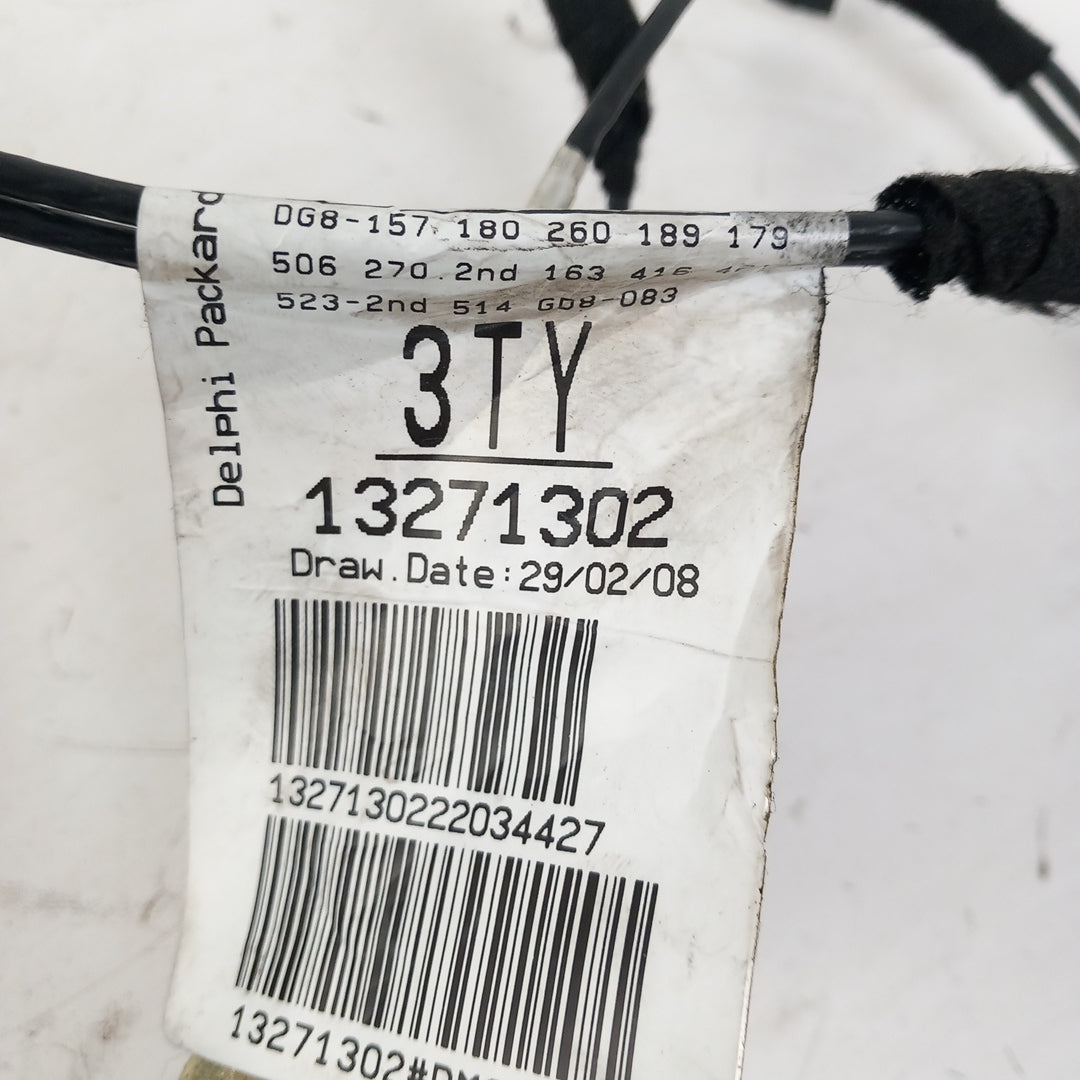 DG8-157 180 260 189 179
506 270 2nd 163 416
523-2nd 514 GD8-083
Delphi Packard
3TY
13271302
Draw.Date:29/02/08
1327130222034427
13271302#